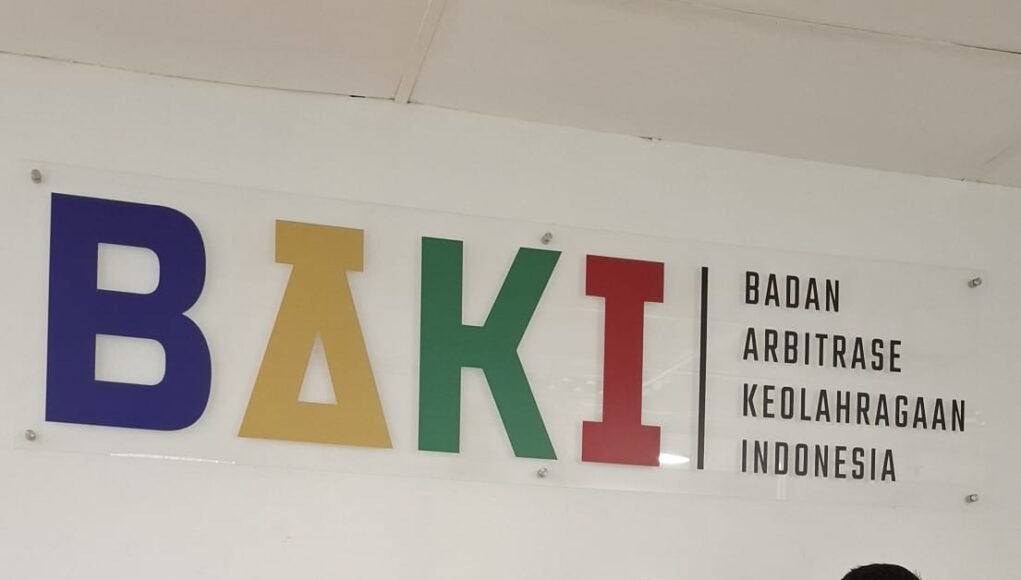 BAKI
BADAN
ARBITRASE
KEOLAHRAGAAN
INDONESIA